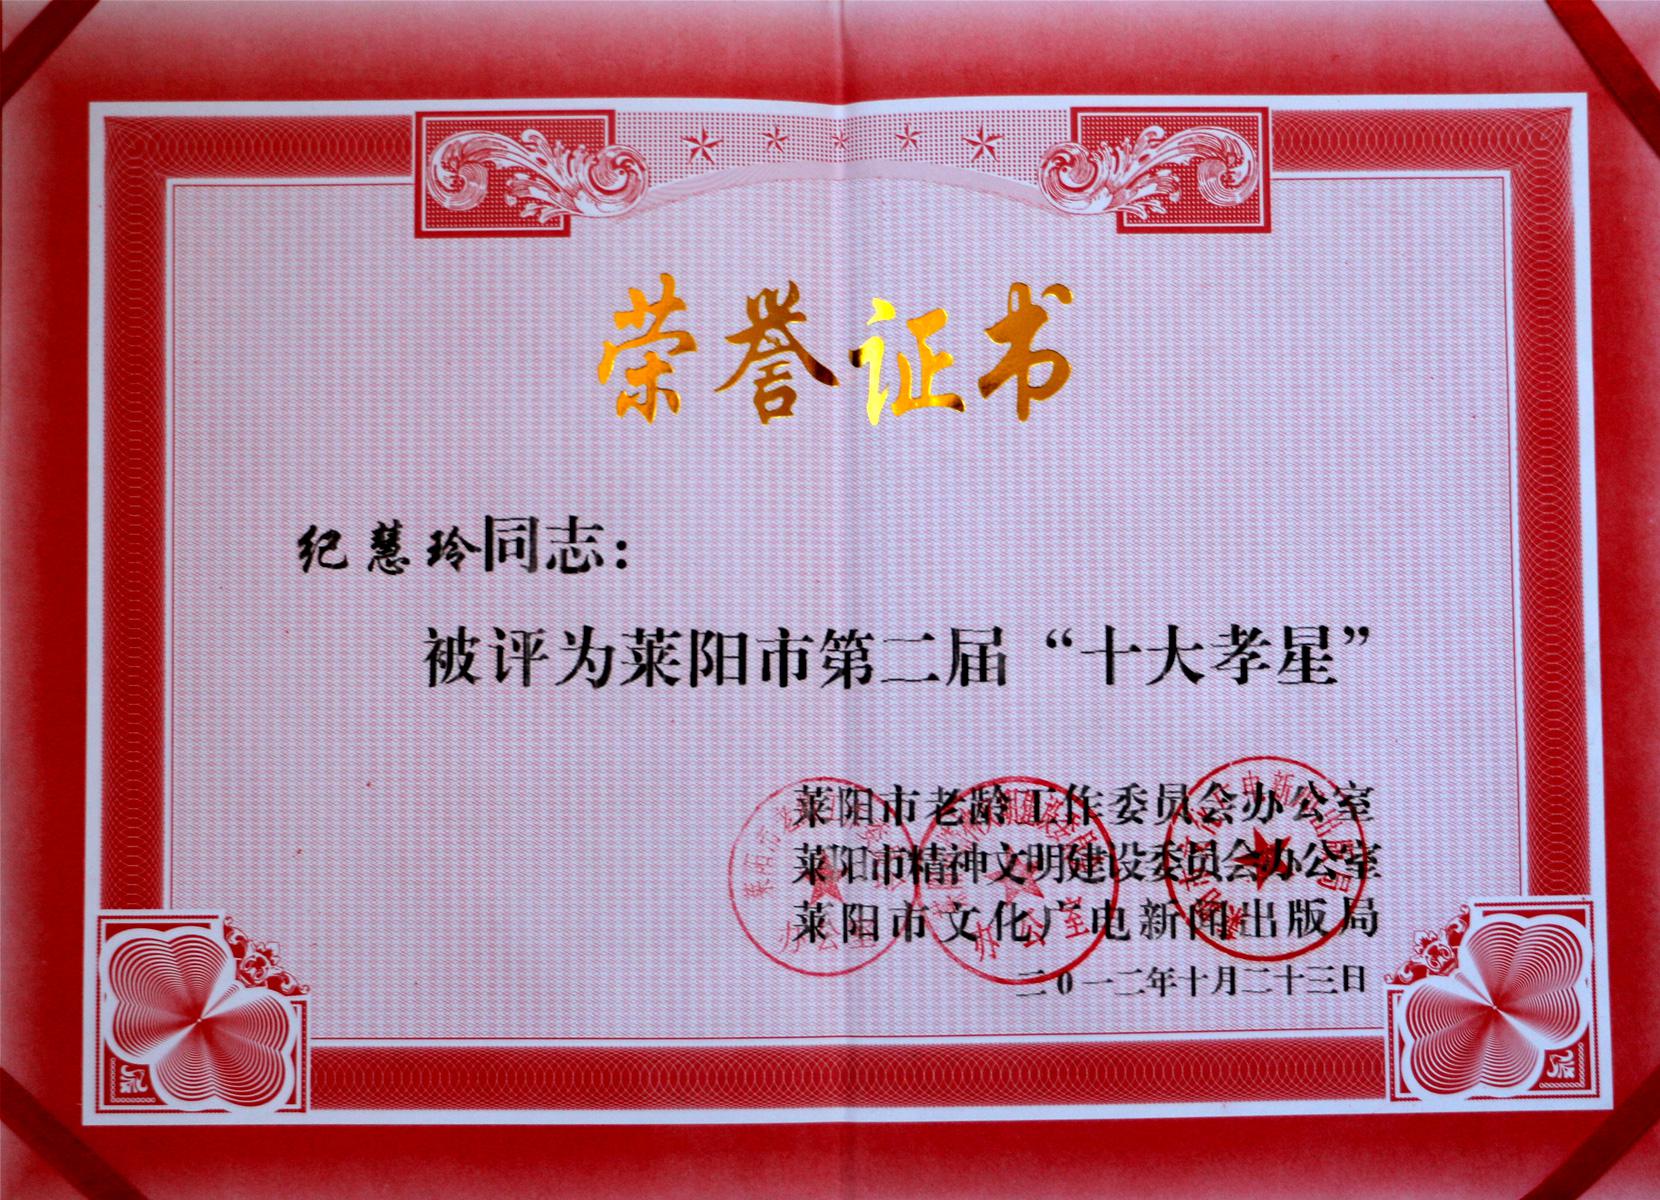 荣誉证书
纪慧玲同志：
被评为莱阳市第二届“十大孝星”
莱阳市老龄工作委员会办公室
莱阳市精神文明建设委员会办公室
莱阳市文化广电新闻出版局
二0一二年十月二十三日